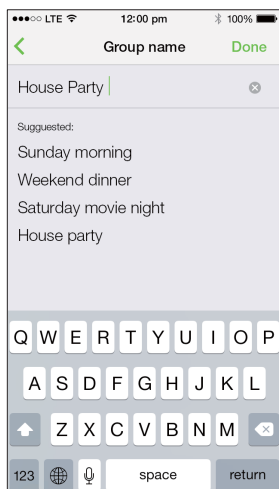 LTE 12:00 pm 100%
Group name Done
House Party
Sugguested:
Sunday morning
Weekend dinner
Saturday movie night
House party
Q W E R T Y U I O P
A S D F G H J K L
Z X C V B N M
123 space return